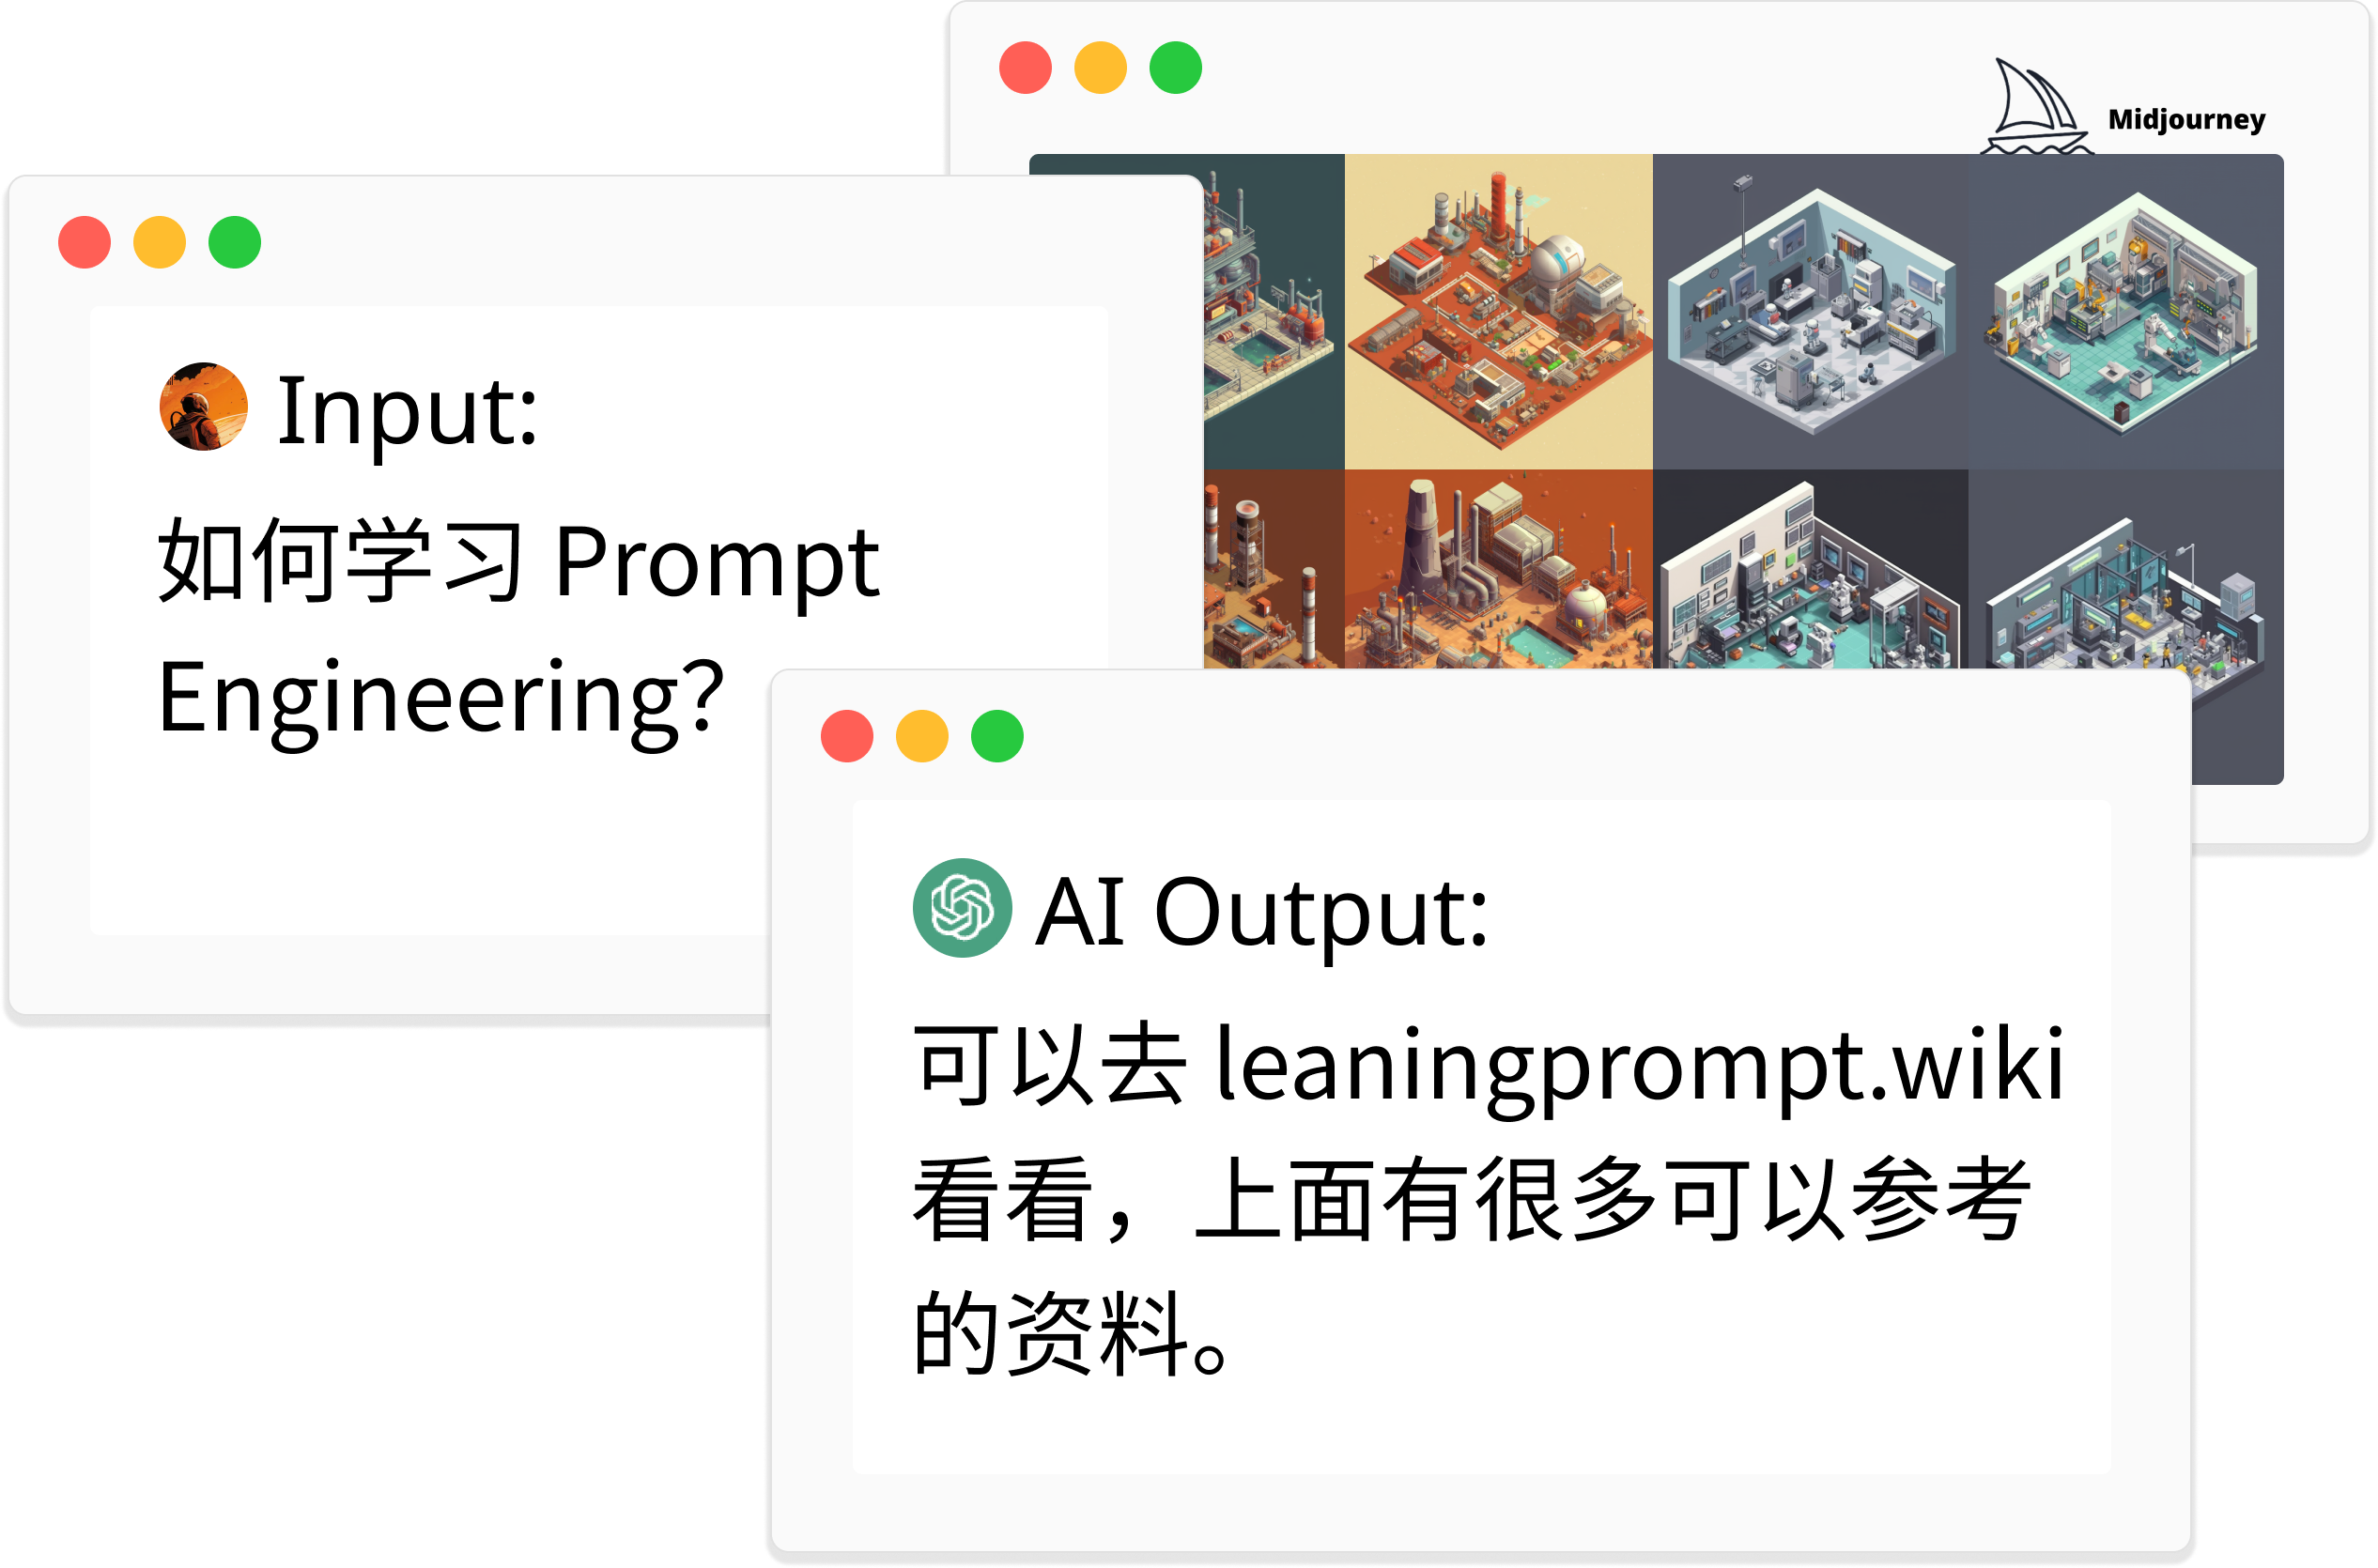 Midjourney
Input:
如何学习 Prompt
Engineering?
AI Output:
可以去 leaningprompt.wiki
看看，上面有很多可以参考
的资料。